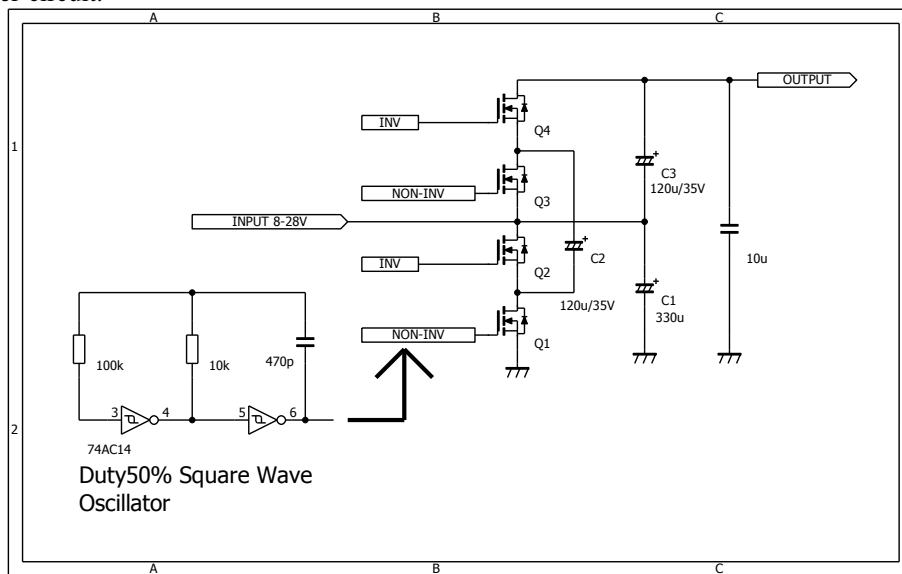 A B C
OUTPUT
INV
Q4
1
C3
120u/35V
NON-INV
Q3
INPUT 8-28V
INV
Q2
C2
10u
120u/35V
C1
330u
NON-INV
Q1
100k
10k
470p
3 4 5 6
2
74AC14
Duty50% Square Wave
Oscillator
A B C